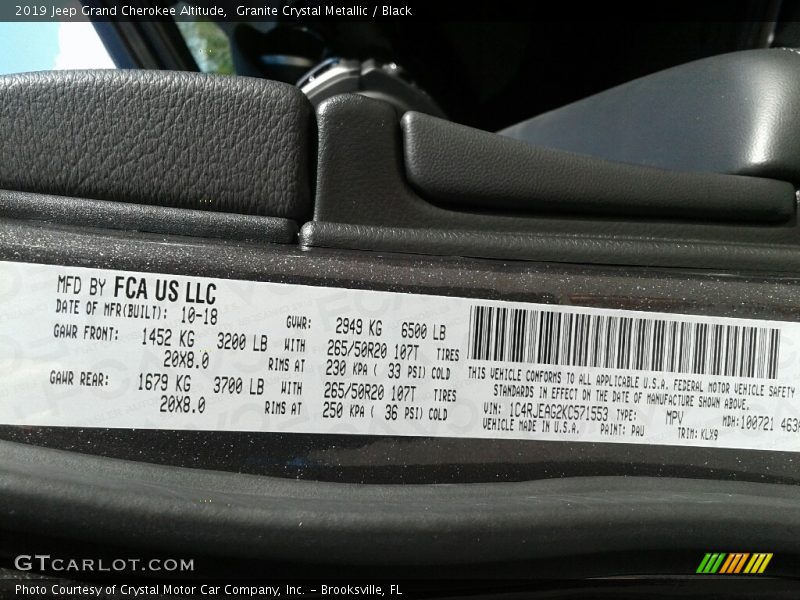 2019 Jeep Grand Cherokee Altitude,  Granite Crystal Metallic / Black
MFD BY FCA US LLC
DATE OF MFR(BUILT): 10-18 GVWR: 2949 KG 6500 LB
GAWR FRONT: 1452 KG 3200 LB WITH 265/50R20 107T TIRES
20X8.0 RIMS AT 230 KPA ( 33 PSI) COLD
GAWR REAR: 1679 KG 3700 LB WITH 265/50R20 107T TIRES
20X8.0 RIMS AT 250 KPA ( 36 PSI) COLD
THIS VEHICLE CONFORMS TO ALL APPLICABLE U.S.A. FEDERAL MOTOR VEHICLE SAFETY
STANDARDS IN EFFECT ON THE DATE OF MANUFACTURE SHOWN ABOVE.
VIN: 1C4RJEAG2KC571553 TYPE: MPV MDH:100721 463
VEHICLE MADE IN U.S.A. PAINT: PAU TRIM: KLX9
GTCARLOT.COM
Photo Courtesy of Crystal Motor Car Company, Inc. – Brooksville, FL